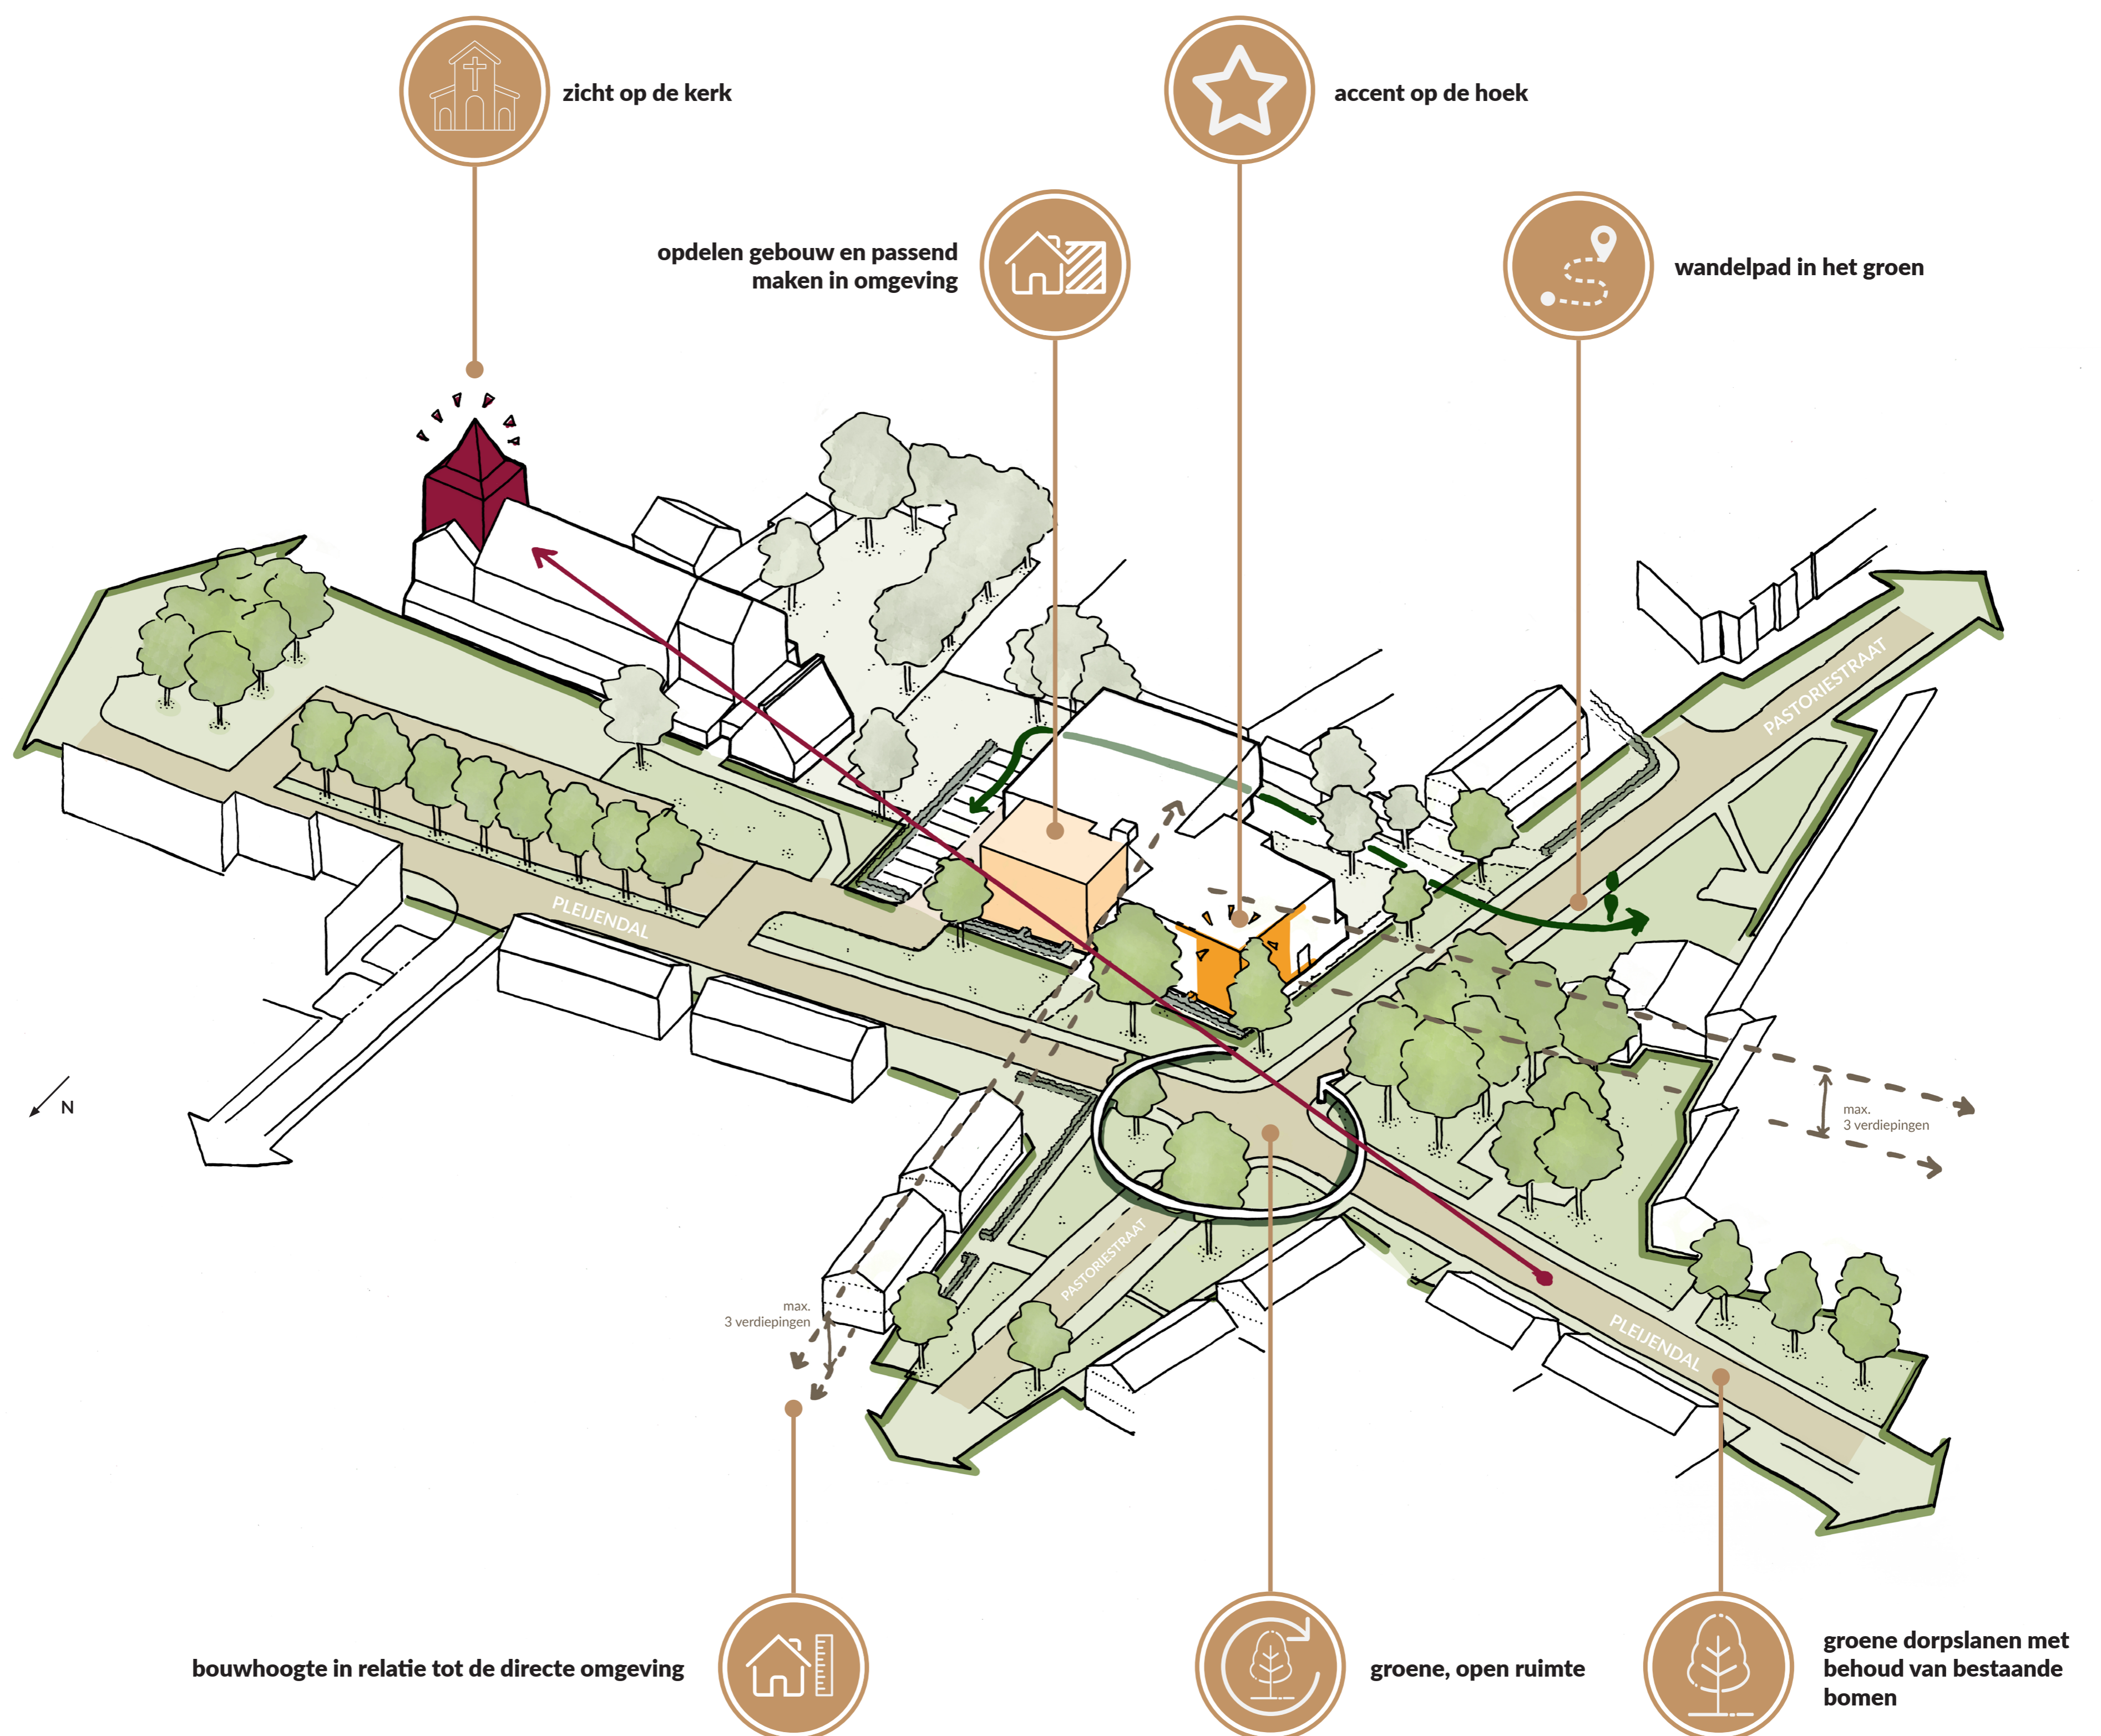 zicht op de kerk
accent op de hoek
opdelen gebouw en passend
maken in omgeving
wandelpad in het groen
PASTORIESTRAAT
PLEIJENDAL
N
max.
3 verdiepingen
PASTORIESTRAAT
max.
3 verdiepingen
PLEIJENDAL
bouwhoogte in relatie tot de directe omgeving
groene, open ruimte
groene dorpslanen met
behoud van bestaande
bomen